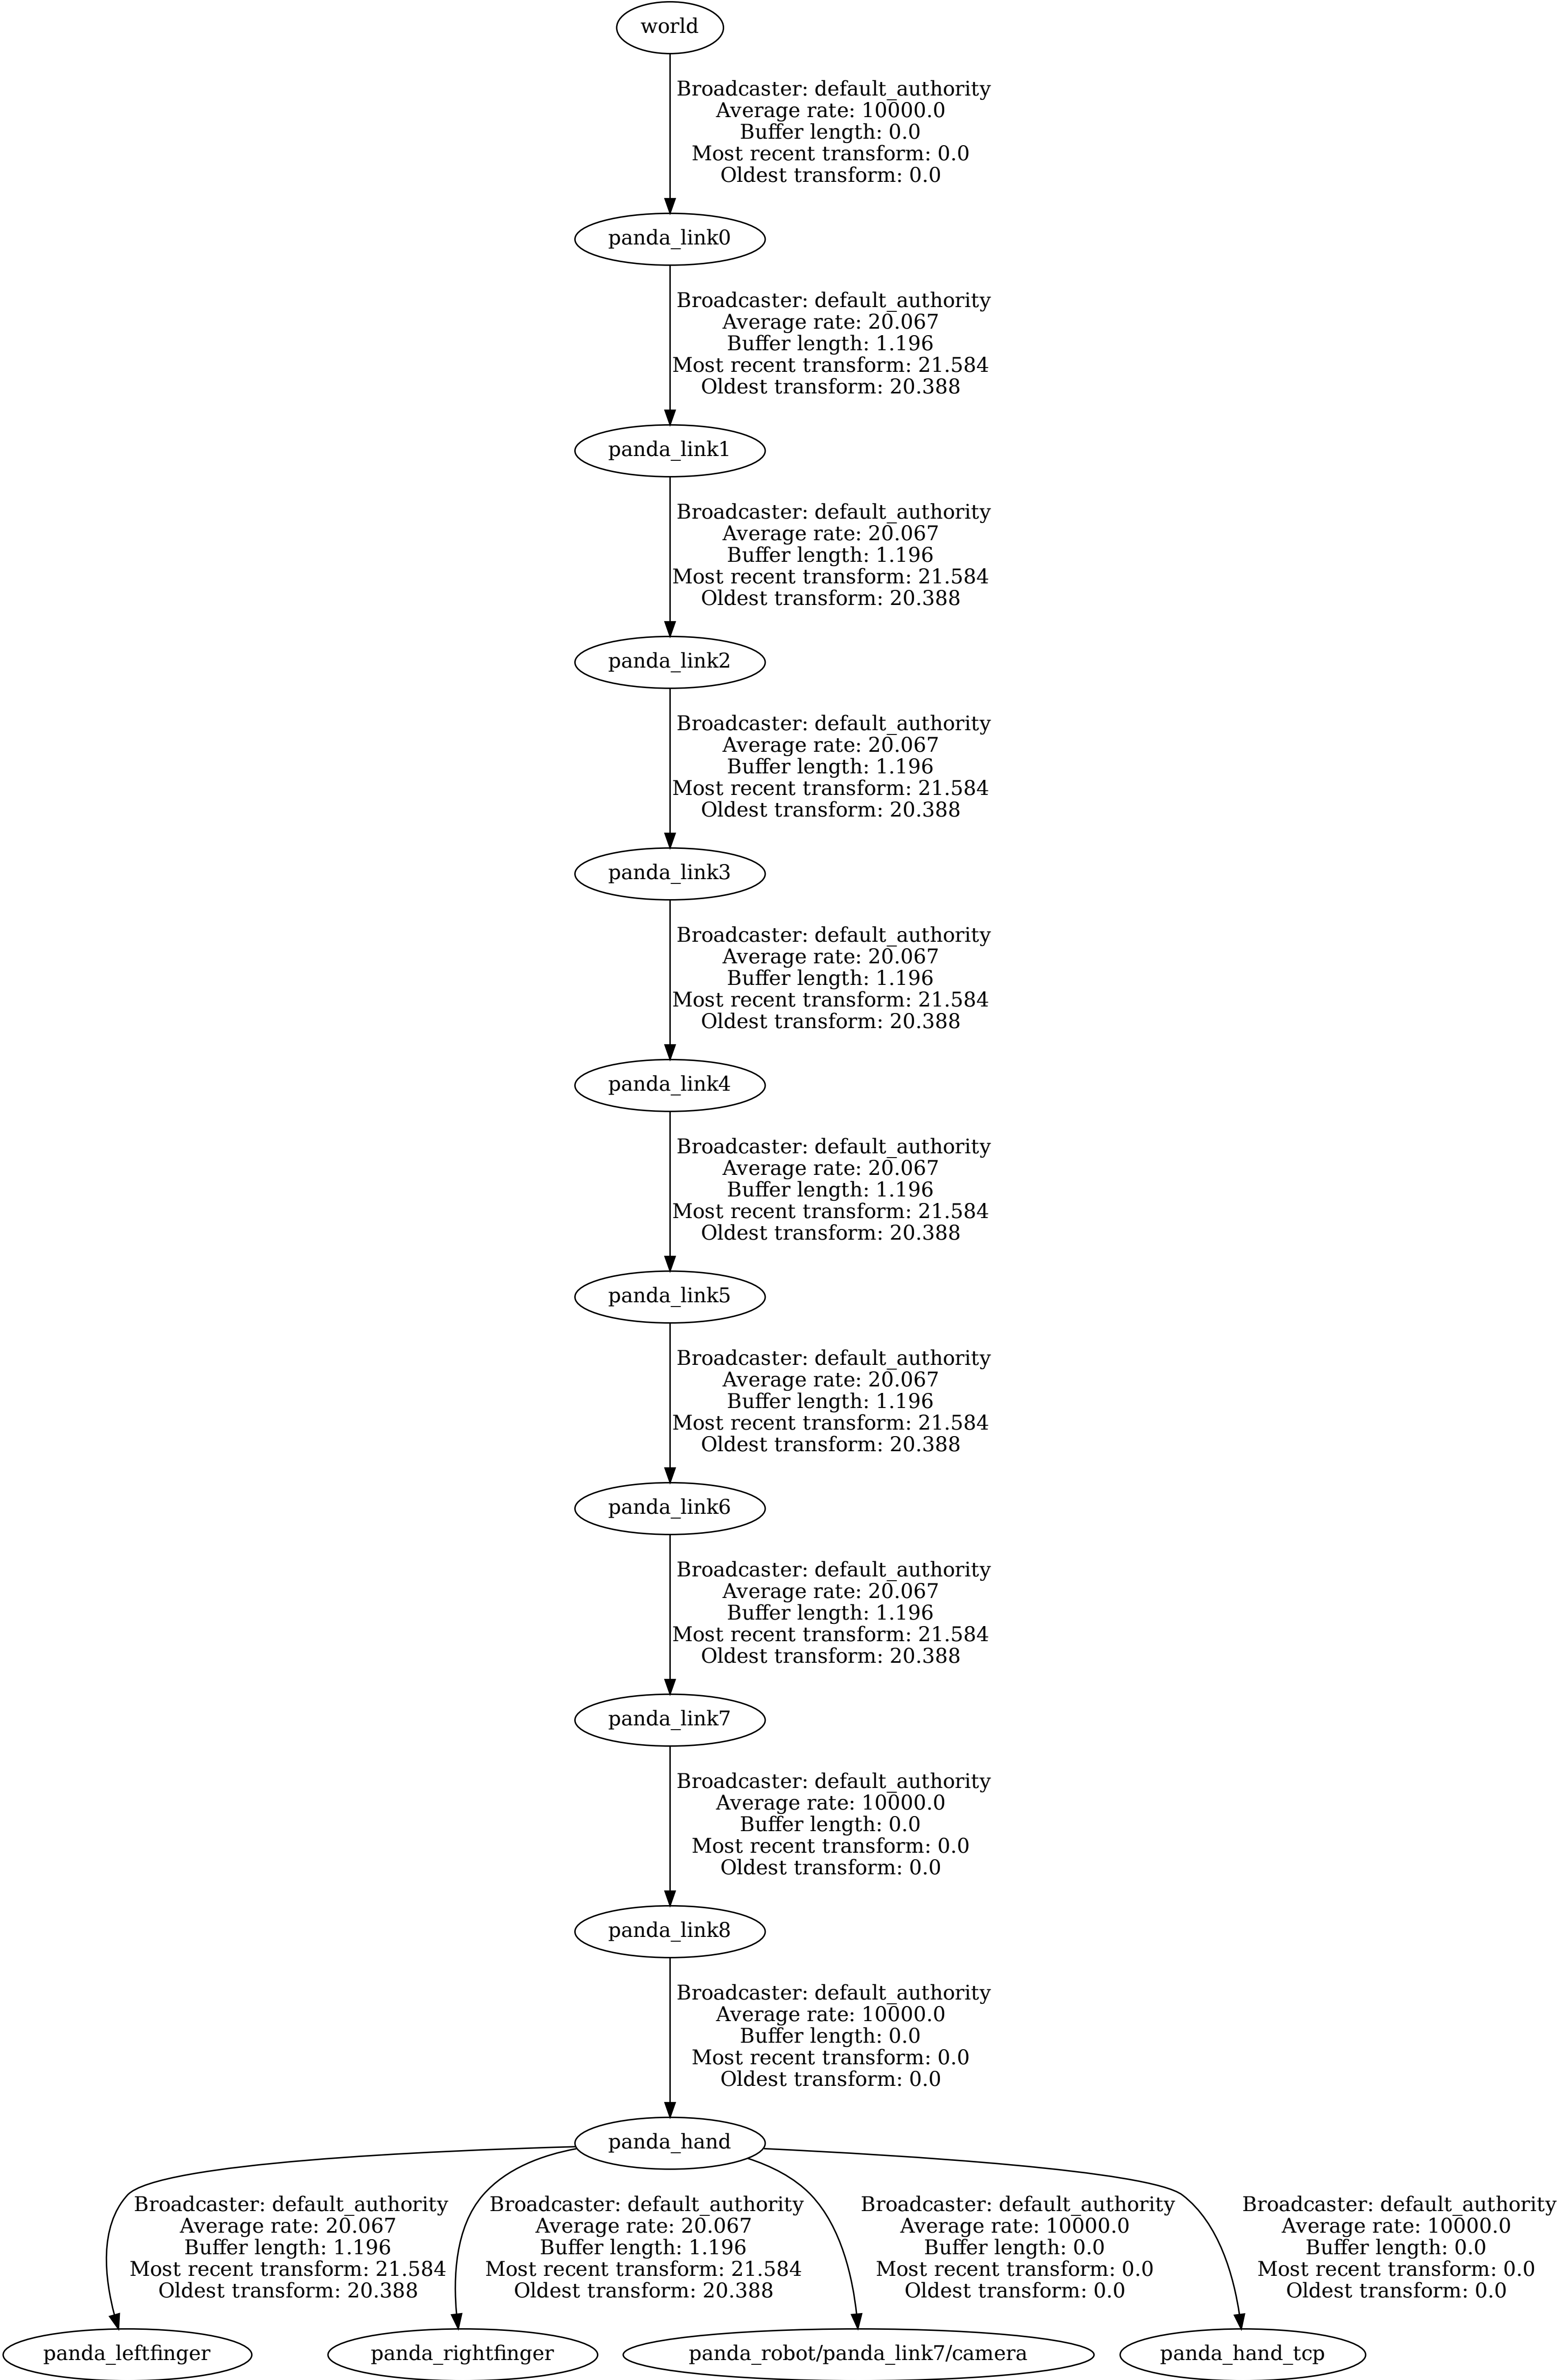 world
Broadcaster: default_authority
Average rate: 10000.0
Buffer length: 0.0
Most recent transform: 0.0
Oldest transform: 0.0
panda_link0
Broadcaster: default_authority
Average rate: 20.067
Buffer length: 1.196
Most recent transform: 21.584
Oldest transform: 20.388
panda_link1
Broadcaster: default_authority
Average rate: 20.067
Buffer length: 1.196
Most recent transform: 21.584
Oldest transform: 20.388
panda_link2
Broadcaster: default_authority
Average rate: 20.067
Buffer length: 1.196
Most recent transform: 21.584
Oldest transform: 20.388
panda_link3
Broadcaster: default_authority
Average rate: 20.067
Buffer length: 1.196
Most recent transform: 21.584
Oldest transform: 20.388
panda_link4
Broadcaster: default_authority
Average rate: 20.067
Buffer length: 1.196
Most recent transform: 21.584
Oldest transform: 20.388
panda_link5
Broadcaster: default_authority
Average rate: 20.067
Buffer length: 1.196
Most recent transform: 21.584
Oldest transform: 20.388
panda_link6
Broadcaster: default_authority
Average rate: 20.067
Buffer length: 1.196
Most recent transform: 21.584
Oldest transform: 20.388
panda_link7
Broadcaster: default_authority
Average rate: 10000.0
Buffer length: 0.0
Most recent transform: 0.0
Oldest transform: 0.0
panda_link8
Broadcaster: default_authority
Average rate: 10000.0
Buffer length: 0.0
Most recent transform: 0.0
Oldest transform: 0.0
panda_hand
Broadcaster: default_authority
Average rate: 20.067
Buffer length: 1.196
Most recent transform: 21.584
Oldest transform: 20.388
Broadcaster: default_authority
Average rate: 20.067
Buffer length: 1.196
Most recent transform: 21.584
Oldest transform: 20.388
Broadcaster: default_authority
Average rate: 10000.0
Buffer length: 0.0
Most recent transform: 0.0
Oldest transform: 0.0
Broadcaster: default_authority
Average rate: 10000.0
Buffer length: 0.0
Most recent transform: 0.0
Oldest transform: 0.0
panda_leftfinger
panda_rightfinger
panda_robot/panda_link7/camera
panda_hand_tcp